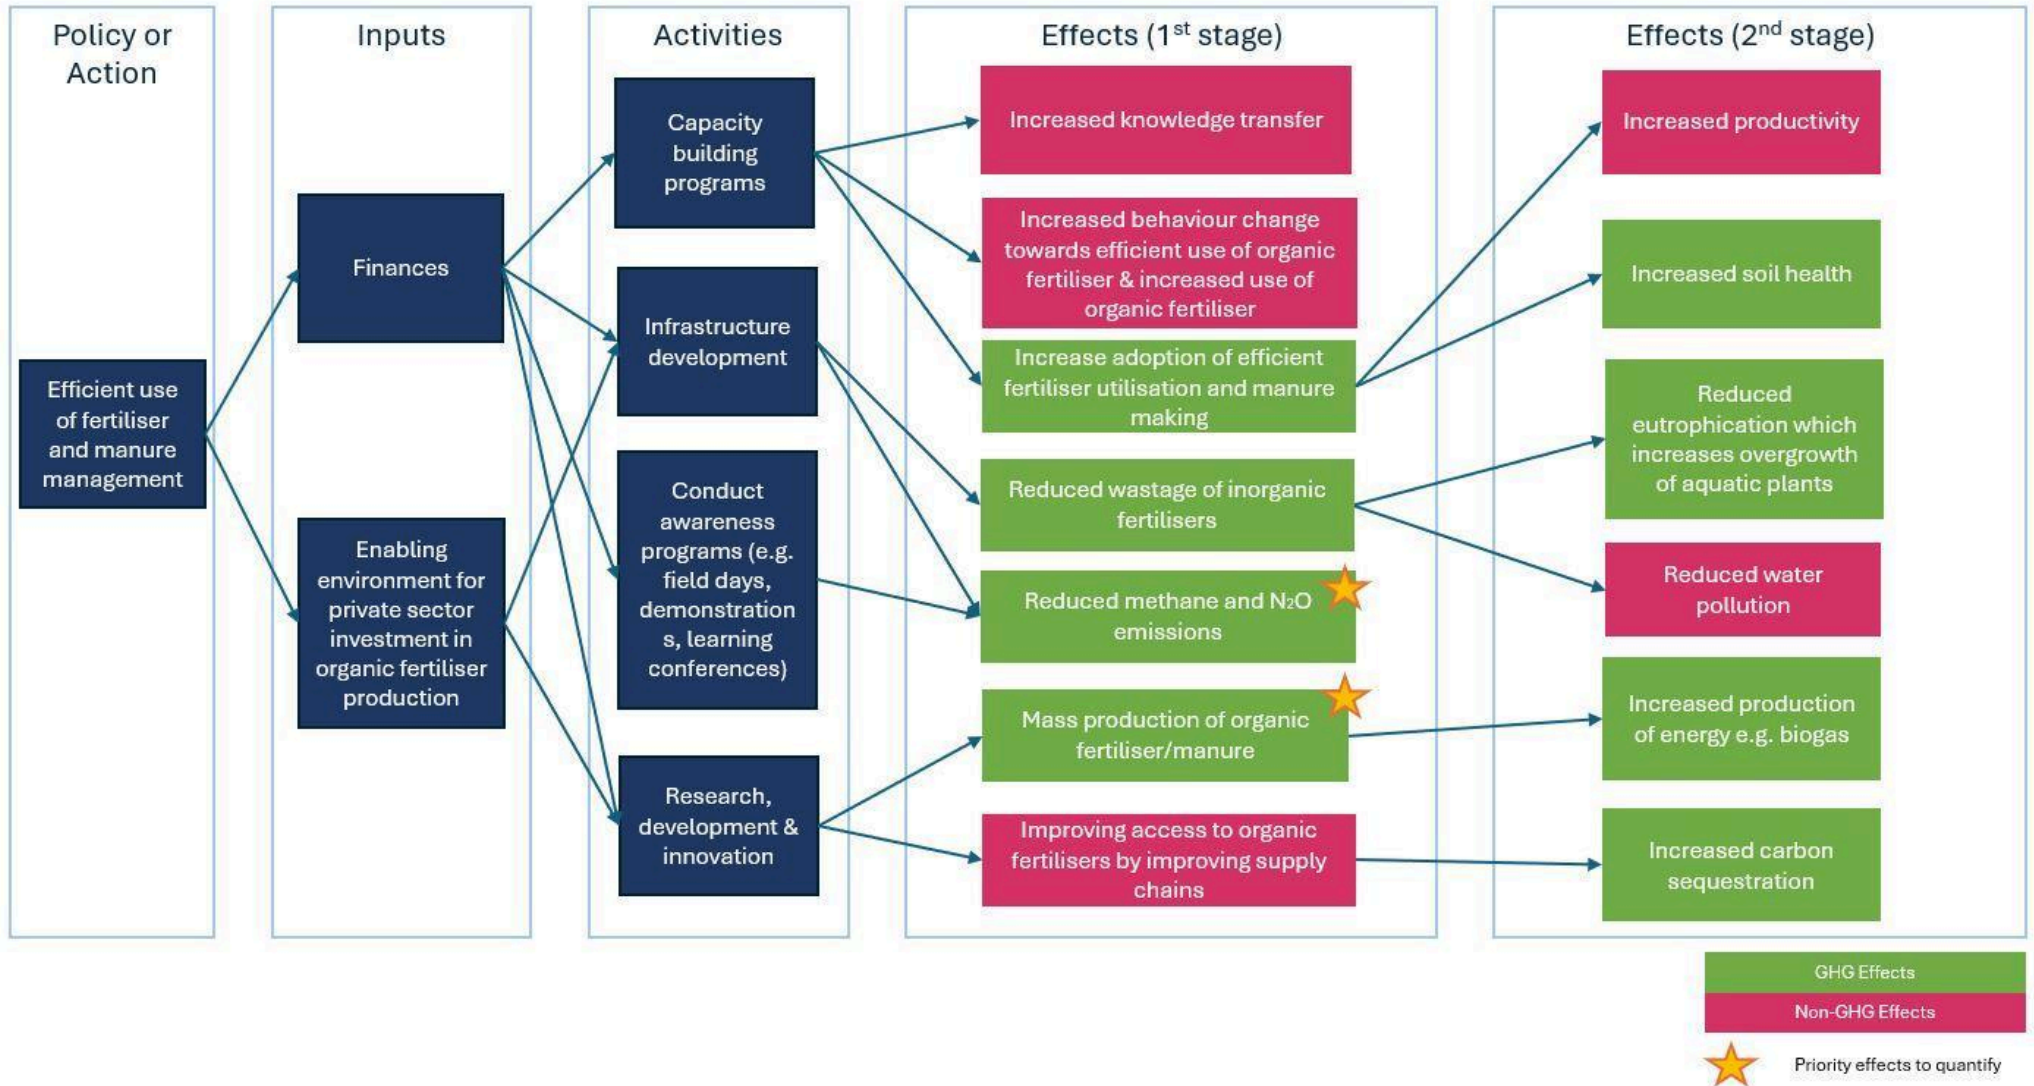 Policy or
Action
Inputs
Activities
Effects (1st stage)
Effects (2nd stage)
Efficient use
of fertiliser
and manure
management
Finances
Enabling
environment for
private sector
investment in
organic fertiliser
production
Capacity
building
programs
Infrastructure
development
Conduct
awareness
programs (e.g.
field days,
demonstration
s, learning
conferences)
Research,
development &
innovation
Increased knowledge transfer
Increased behaviour change
towards efficient use of organic
fertiliser & increased use of
organic fertiliser
Increase adoption of efficient
fertiliser utilisation and manure
making
Reduced wastage of inorganic
fertilisers
Reduced methane and N₂O
emissions
Mass production of organic
fertiliser/manure
Improving access to organic
fertilisers by improving supply
chains
Increased productivity
Increased soil health
Reduced
eutrophication which
increases overgrowth
of aquatic plants
Reduced water
pollution
Increased production
of energy e.g. biogas
Increased carbon
sequestration
GHG Effects
Non-GHG Effects
Priority effects to quantify